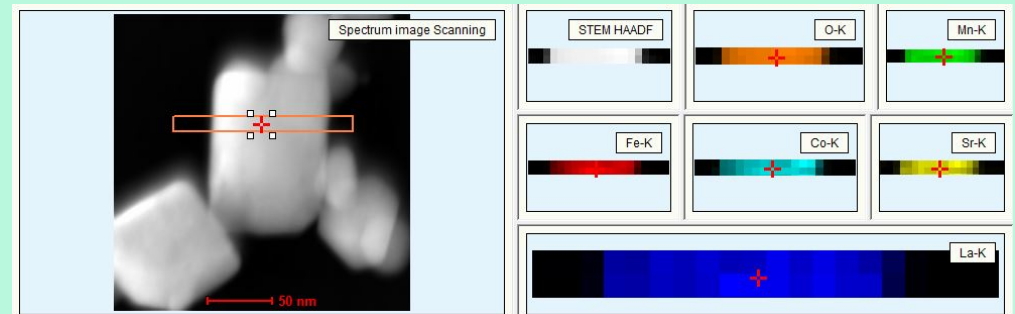 Spectrum image Scanning
STEM HAADF
O-K
Mn-K
Fe-K
Co-K
Sr-K
La-K
50 nm